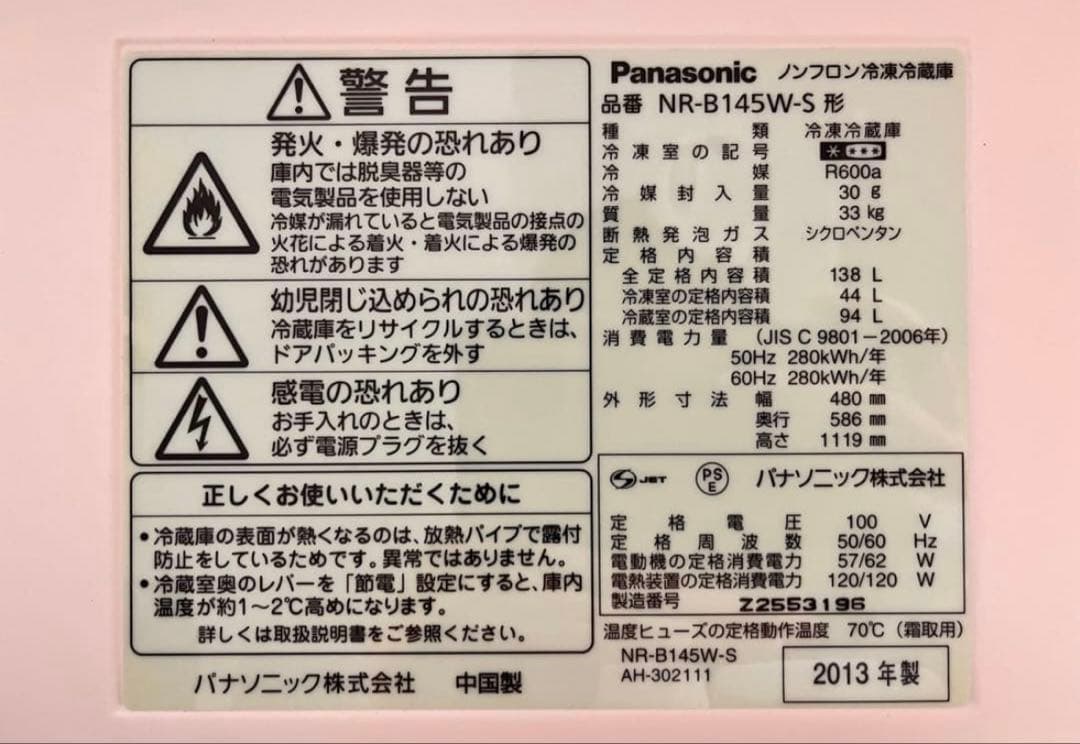 警告
発火・爆発の恐れあり
庫内では脱臭器等の
電気製品を使用しない
冷媒が漏れていると電気製品の接点の
火花による着火・着火による爆発の
恐れがあります
幼児閉じ込められの恐れあり
冷蔵庫をリサイクルするときは、
ドアパッキングを外す
感電の恐れあり
お手入れのときは、
必ず電源プラグを抜く
正しくお使いいただくために
•冷蔵庫の表面が熱くなるのは、放熱パイプで露付
防止をしているためです。異常ではありません。
•冷蔵室奥のレバーを「節電」設定にすると、庫内
温度が約1～2℃高めになります。
詳しくは取扱説明書をご参照ください。
パナソニック株式会社 中国製
Panasonic ノンフロン冷凍冷蔵庫
品番 NR-B145W-S 形
種類 冷凍冷蔵庫
冷凍室の記号 * ***
冷媒 R600a
冷媒封入量 30 g
質量 33 kg
断熱発泡ガス シクロペンタン
定格内容積
全定格内容積 138 L
冷凍室の定格内容積 44 L
冷蔵室の定格内容積 94 L
消費電力量 (JIS C 9801－2006年)
50Hz 280kWh/年
60Hz 280kWh/年
外形寸法 幅 480 mm
奥行 586 mm
高さ 1119 mm
S JET PSE パナソニック株式会社
定格電圧 100 V
定格周波数 50/60 Hz
電動機の定格消費電力 57/62 W
電熱装置の定格消費電力 120/120 W
製造番号 Z2553196
温度ヒューズの定格動作温度 70℃（霜取用）
NR-B145W-S
AH-302111
2013 年製